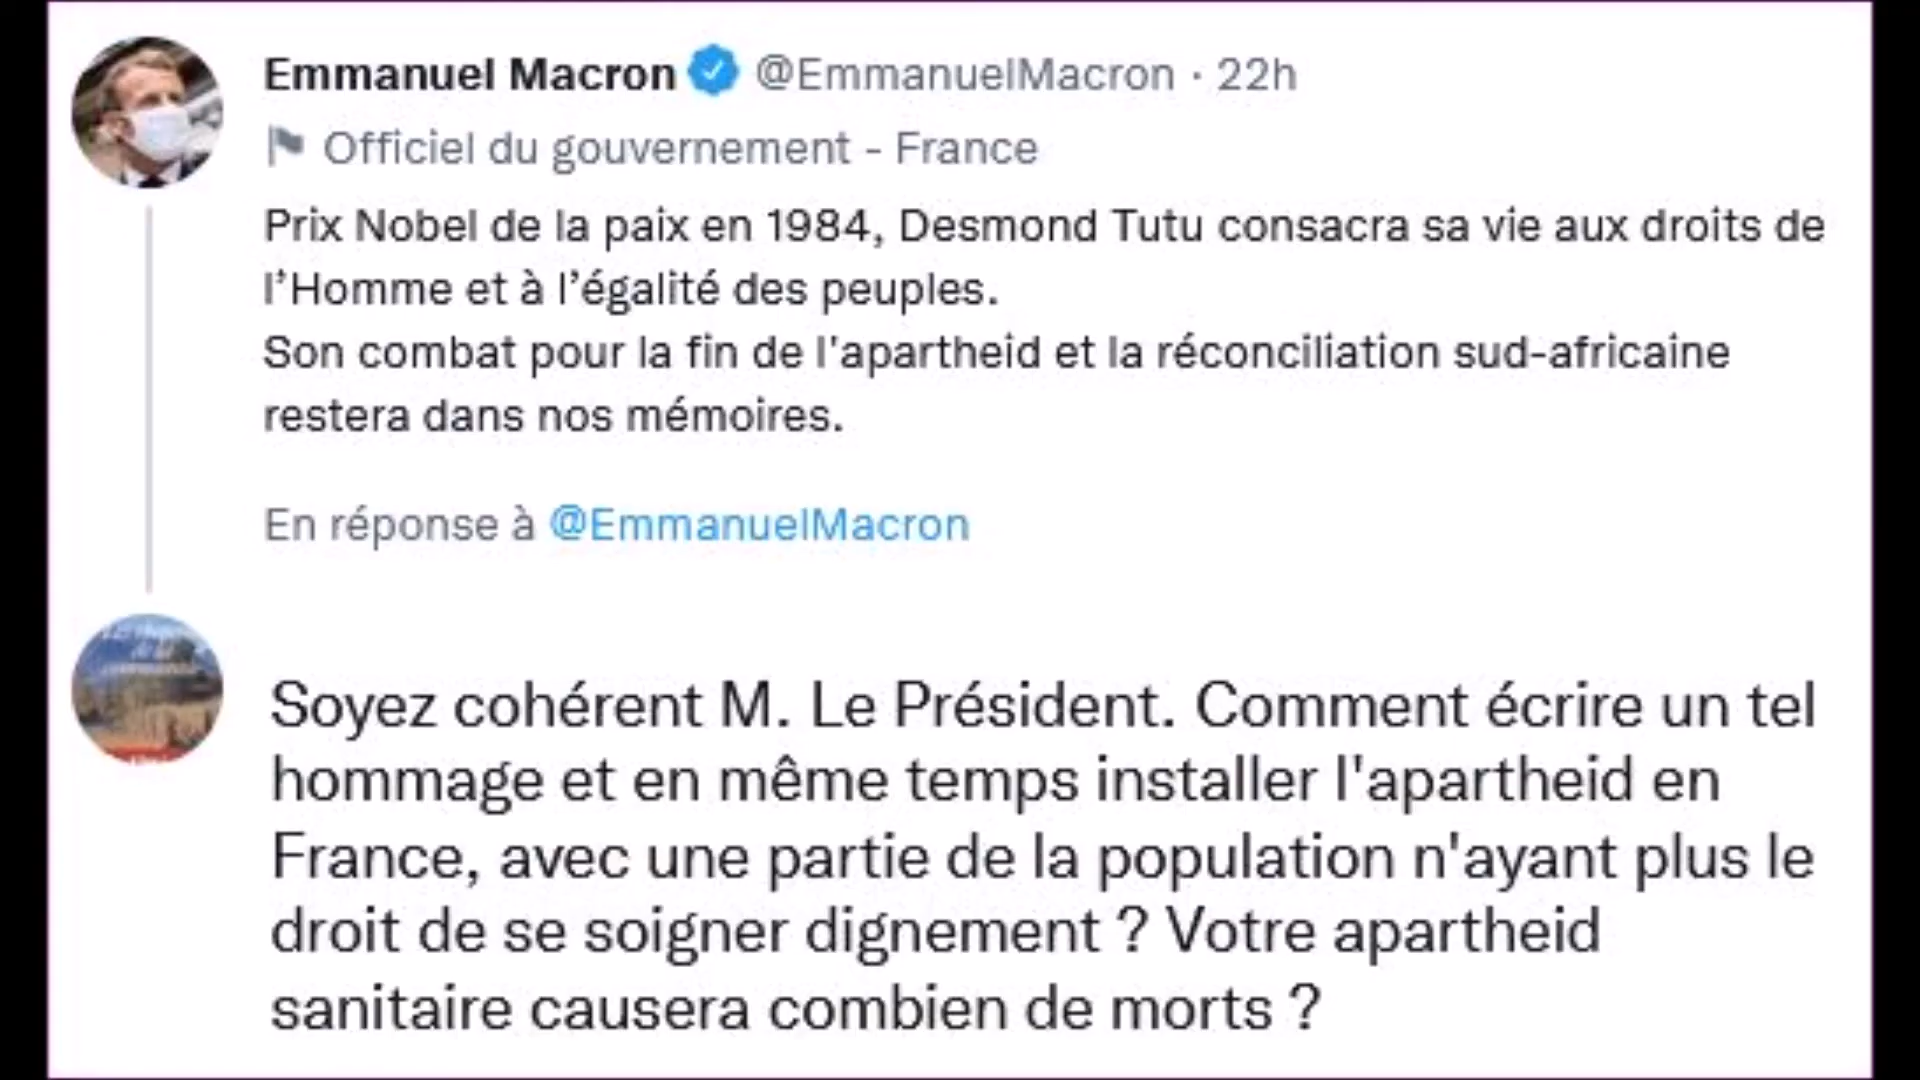 Emmanuel Macron @EmmanuelMacron · 22h
Officiel du gouvernement - France
Prix Nobel de la paix en 1984, Desmond Tutu consacra sa vie aux droits de
l’Homme et à l’égalité des peuples.
Son combat pour la fin de l'apartheid et la réconciliation sud-africaine
restera dans nos mémoires.
En réponse à @EmmanuelMacron
Soyez cohérent M. Le Président. Comment écrire un tel
hommage et en même temps installer l'apartheid en
France, avec une partie de la population n'ayant plus le
droit de se soigner dignement ? Votre apartheid
sanitaire causera combien de morts ?